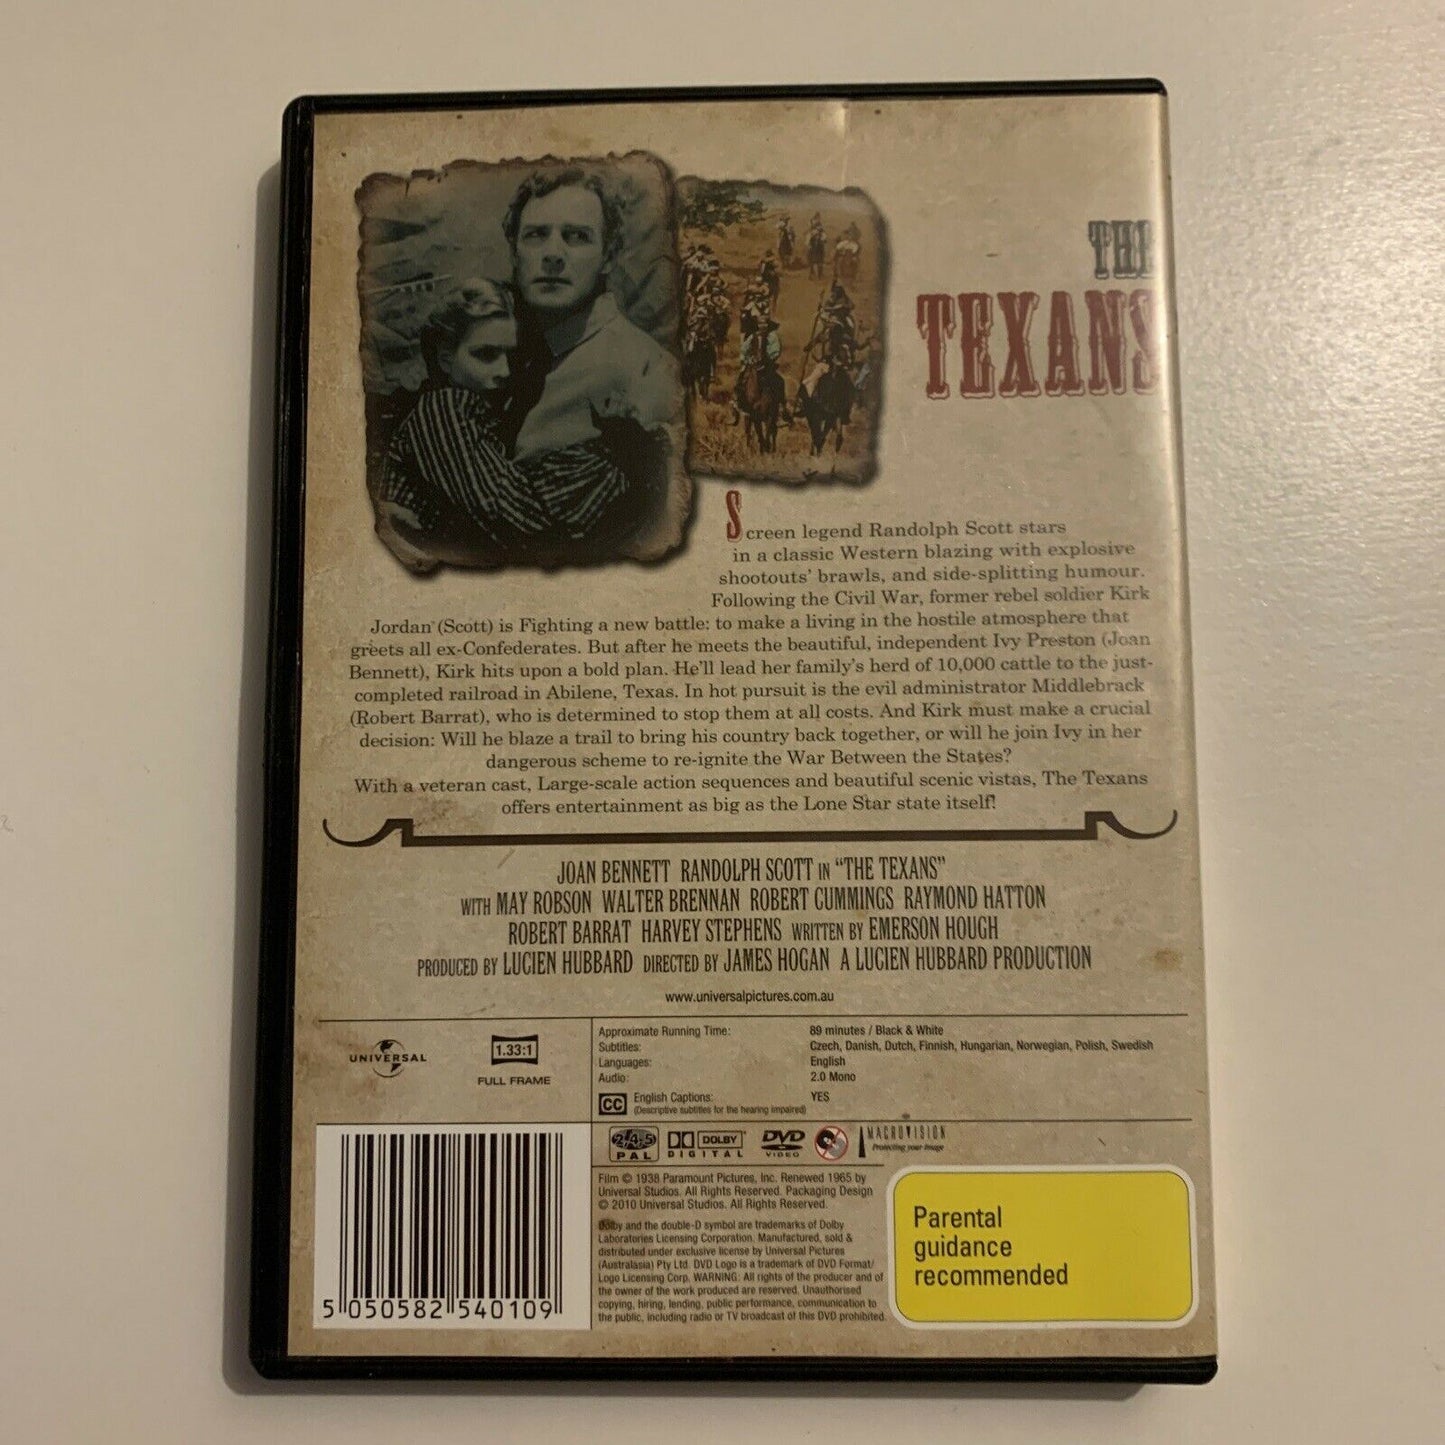 THE
TEXANS
Screen legend Randolph Scott stars
in a classic Western blazing with explosive
shootouts' brawls, and side-splitting humour.
Following the Civil War, former rebel soldier Kirk
Jordan (Scott) is Fighting a new battle: to make a living in the hostile atmosphere that
greets all ex-Confederates. But after he meets the beautiful, independent Ivy Preston (Joan
Bennett), Kirk hits upon a bold plan. He'll lead her family's herd of 10,000 cattle to the just-
completed railroad in Abilene, Texas. In hot pursuit is the evil administrator Middlebrack
(Robert Barrat), who is determined to stop them at all costs. And Kirk must make a crucial
decision: Will he blaze a trail to bring his country back together, or will he join Ivy in her
dangerous scheme to re-ignite the War Between the States?
With a veteran cast, Large-scale action sequences and beautiful scenic vistas, The Texans
offers entertainment as big as the Lone Star state itself!
JOAN BENNETT RANDOLPH SCOTT IN "THE TEXANS"
WITH MAY ROBSON WALTER BRENNAN ROBERT CUMMINGS RAYMOND HATTON
ROBERT BARRAT HARVEY STEPHENS WRITTEN BY EMERSON HOUGH
PRODUCED BY LUCIEN HUBBARD DIRECTED BY JAMES HOGAN A LUCIEN HUBBARD PRODUCTION
www.universalpictures.com.au
UNIVERSAL
1.33:1
FULL FRAME
Approximate Running Time: 89 minutes / Black & White
Subtitles: Czech, Danish, Dutch, Finnish, Hungarian, Norwegian, Polish, Swedish
Languages: English
Audio: 2.0 Mono
CC English Captions: YES
(Descriptive subtitles for the hearing impaired)
2·4·5 PAL DOLBY DIGITAL DVD VIDEO MACROVISION
Protecting your Image
Film © 1938 Paramount Pictures, Inc. Renewed 1965 by
Universal Studios. All Rights Reserved. Packaging Design
© 2010 Universal Studios. All Rights Reserved.
Dolby and the double-D symbol are trademarks of Dolby
Laboratories Licensing Corporation. Manufactured, sold &
distributed under exclusive license by Universal Pictures
(Australasia) Pty Ltd. DVD Logo is a trademark of DVD Format/
Logo Licensing Corp. WARNING: All rights of the producer and of
the owner of the work produced are reserved. Unauthorised
copying, hiring, lending, public performance, communication to
the public, including radio or TV broadcast of this DVD prohibited.
5 050582 540109
Parental
guidance
recommended